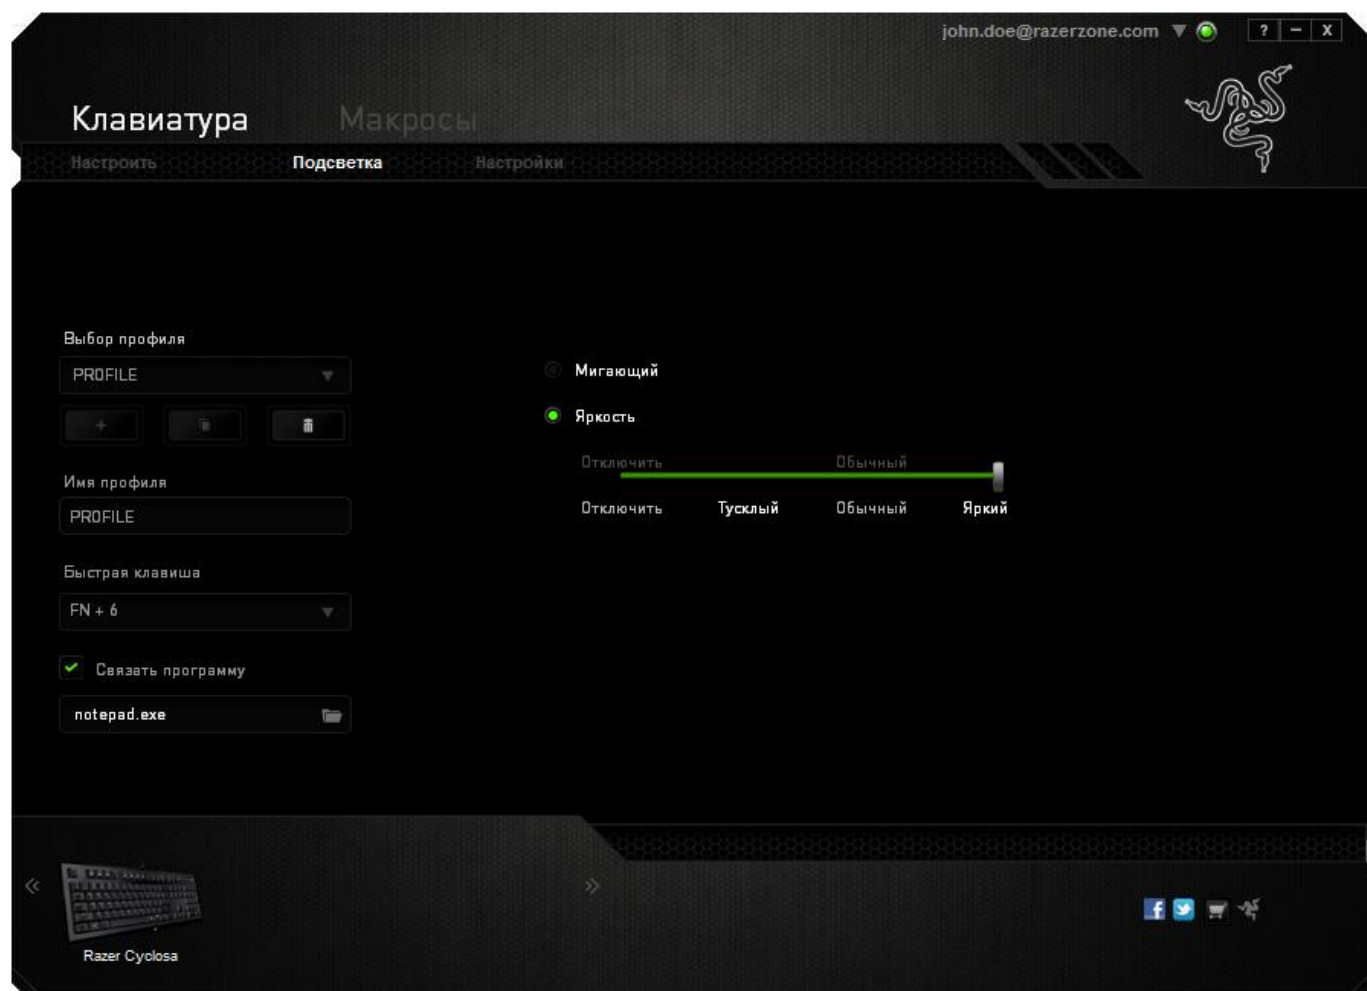 john.doe@razerzone.com
? – X
Клавиатура Макросы
Настроить Подсветка Настройки
Выбор профиля
PROFILE
Имя профиля
PROFILE
Быстрая клавиша
FN + 6
Связать программу
notepad.exe
Мигающий
Яркость
Отключить Обычный
Отключить Тусклый Обычный Яркий
Razer Cyclosa